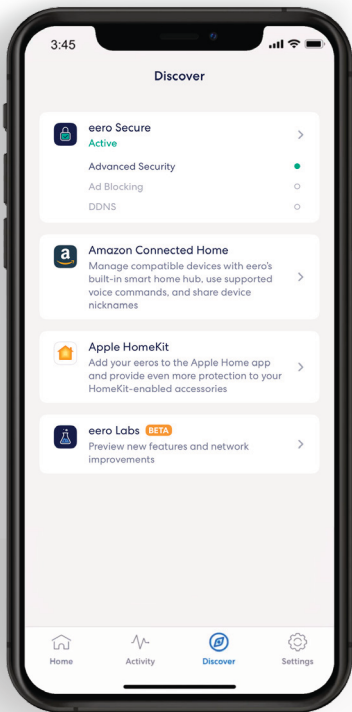 3:45
Discover
eero Secure
Active
Advanced Security
Ad Blocking
DDNS
a
Amazon Connected Home
Manage compatible devices with eero's
built-in smart home hub, use supported
voice commands, and share device
nicknames
Apple HomeKit
Add your eeros to the Apple Home app
and provide even more protection to your
HomeKit-enabled accessories
eero Labs BETA
Preview new features and network
improvements
Home Activity Discover Settings